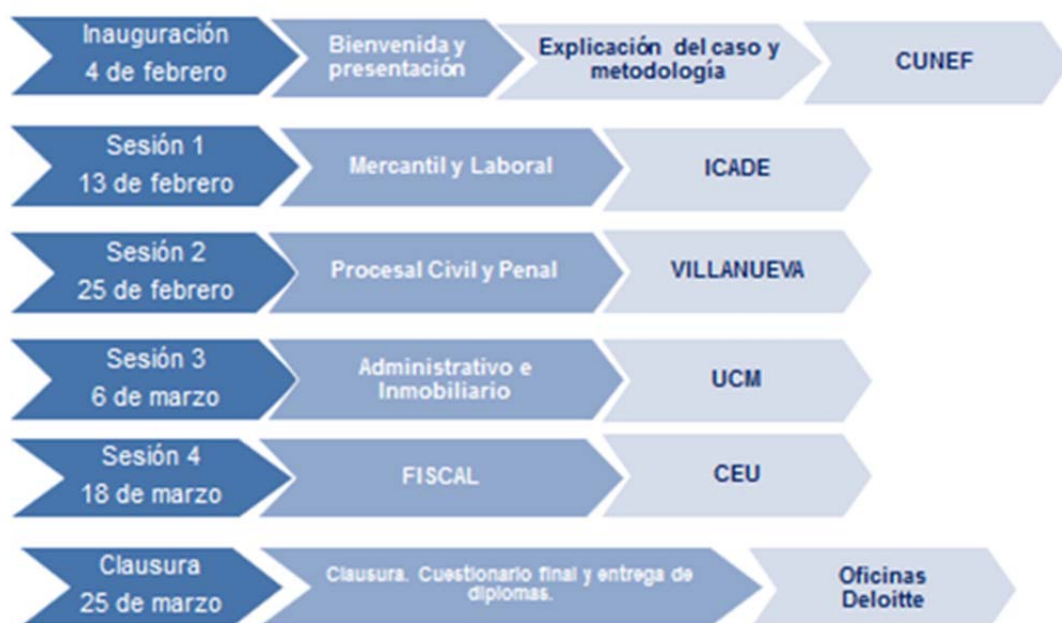 Inauguración
4 de febrero
Bienvenida y
presentación
Explicación del caso y
metodología
CUNEF
Sesión 1
13 de febrero
Mercantil y Laboral
ICADE
Sesión 2
25 de febrero
Procesal Civil y Penal
VILLANUEVA
Sesión 3
6 de marzo
Administrativo e
Inmobiliario
UCM
Sesión 4
18 de marzo
FISCAL
CEU
Clausura
25 de marzo
Clausura. Cuestionario final y entrega de
diplomas.
Oficinas
Deloitte